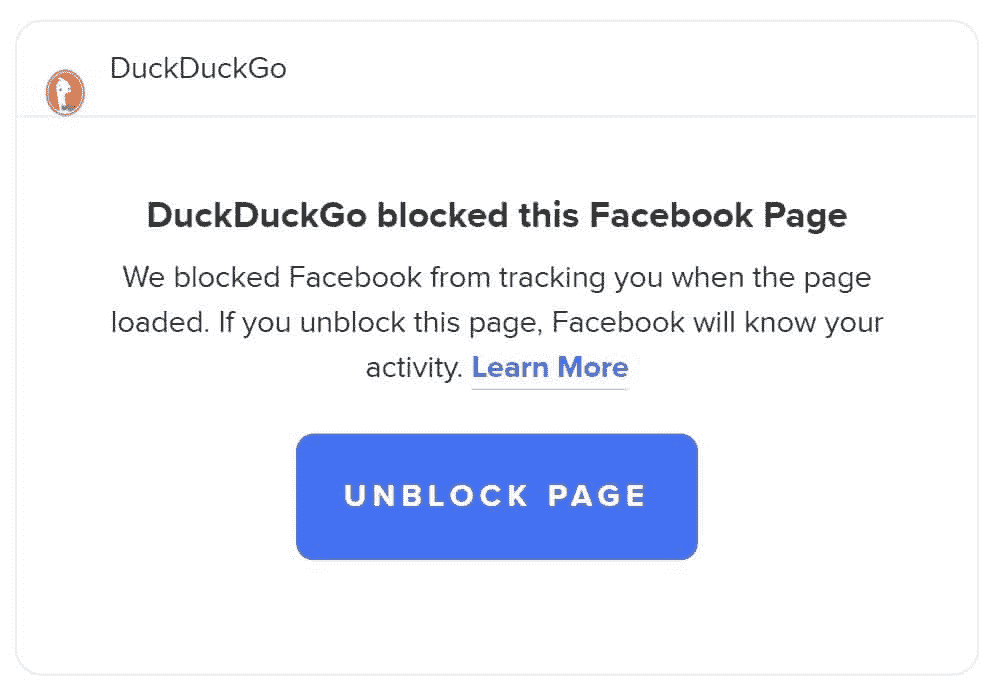 DuckDuckGo
DuckDuckGo blocked this Facebook Page
We blocked Facebook from tracking you when the page
loaded. If you unblock this page, Facebook will know your
activity. Learn More
UNBLOCK PAGE